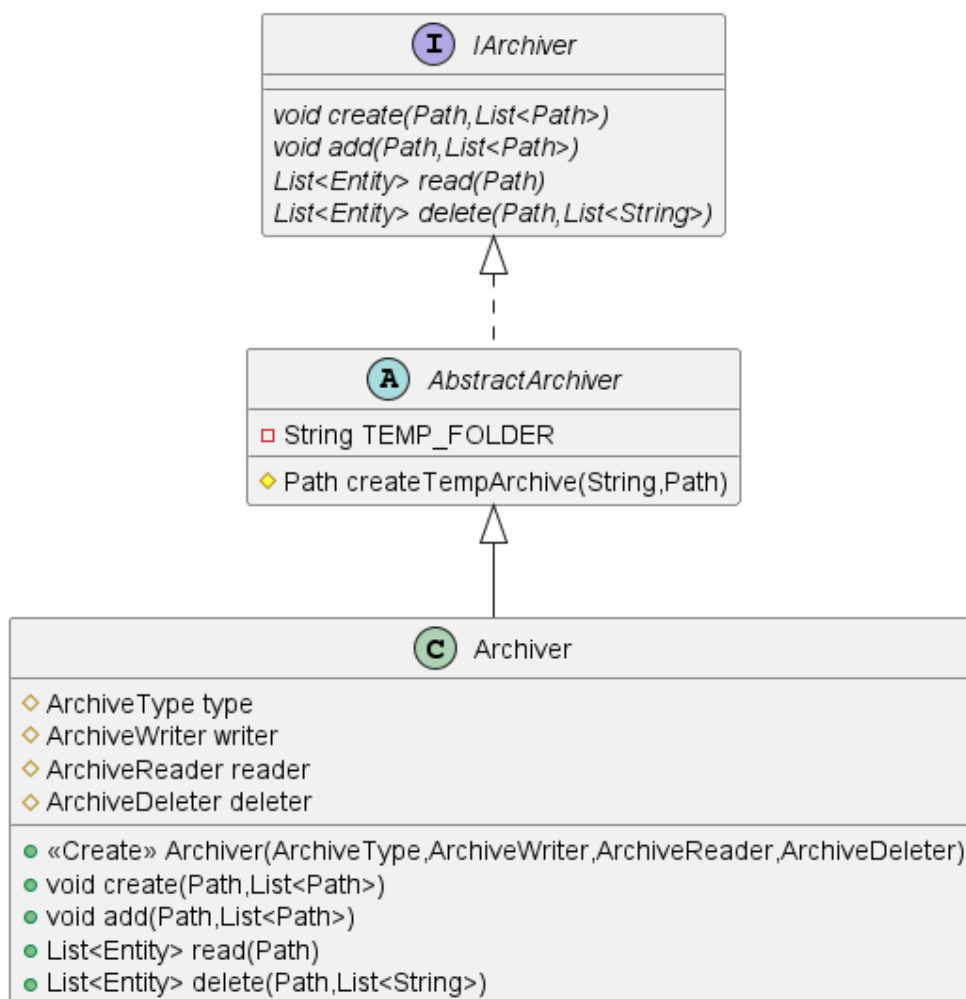 I IArchiver
void create(Path,List<Path>)
void add(Path,List<Path>)
List<Entity> read(Path)
List<Entity> delete(Path,List<String>)
A AbstractArchiver
String TEMP_FOLDER
Path createTempArchive(String,Path)
C Archiver
ArchiveType type
ArchiveWriter writer
ArchiveReader reader
ArchiveDeleter deleter
«Create» Archiver(ArchiveType,ArchiveWriter,ArchiveReader,ArchiveDeleter)
void create(Path,List<Path>)
void add(Path,List<Path>)
List<Entity> read(Path)
List<Entity> delete(Path,List<String>)